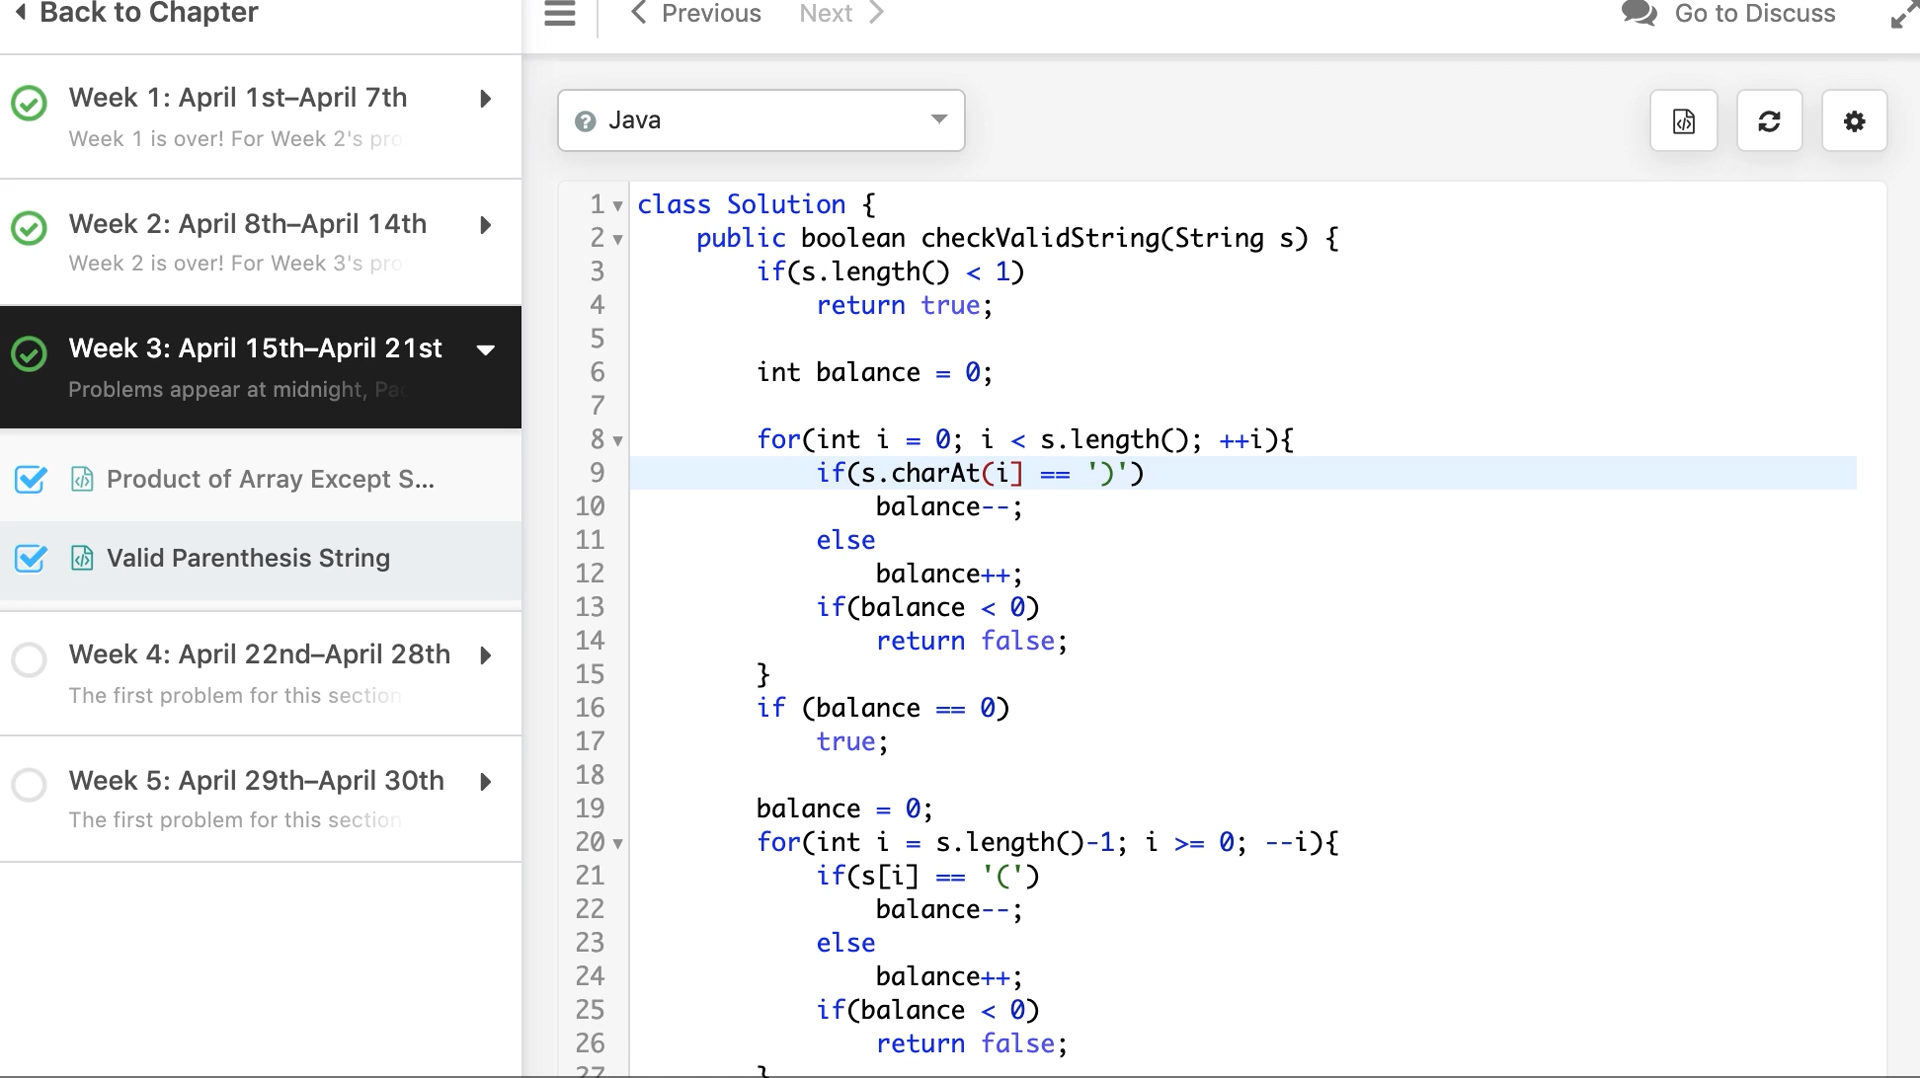 Back to Chapter
Previous
Next
Go to Discuss
Week 1: April 1st–April 7th
Week 1 is over! For Week 2's pro
Week 2: April 8th–April 14th
Week 2 is over! For Week 3's pro
Week 3: April 15th–April 21st
Problems appear at midnight, Pac
Product of Array Except S...
Valid Parenthesis String
Week 4: April 22nd–April 28th
The first problem for this section
Week 5: April 29th–April 30th
The first problem for this section
Java
1 class Solution {
2     public boolean checkValidString(String s) {
3         if(s.length() < 1)
4             return true;
5
6         int balance = 0;
7
8         for(int i = 0; i < s.length(); ++i){
9             if(s.charAt(i] == ')')
10                 balance--;
11             else
12                 balance++;
13             if(balance < 0)
14                 return false;
15         }
16         if (balance == 0)
17             true;
18
19         balance = 0;
20         for(int i = s.length()-1; i >= 0; --i){
21             if(s[i] == '(')
22                 balance--;
23             else
24                 balance++;
25             if(balance < 0)
26                 return false;
27         }